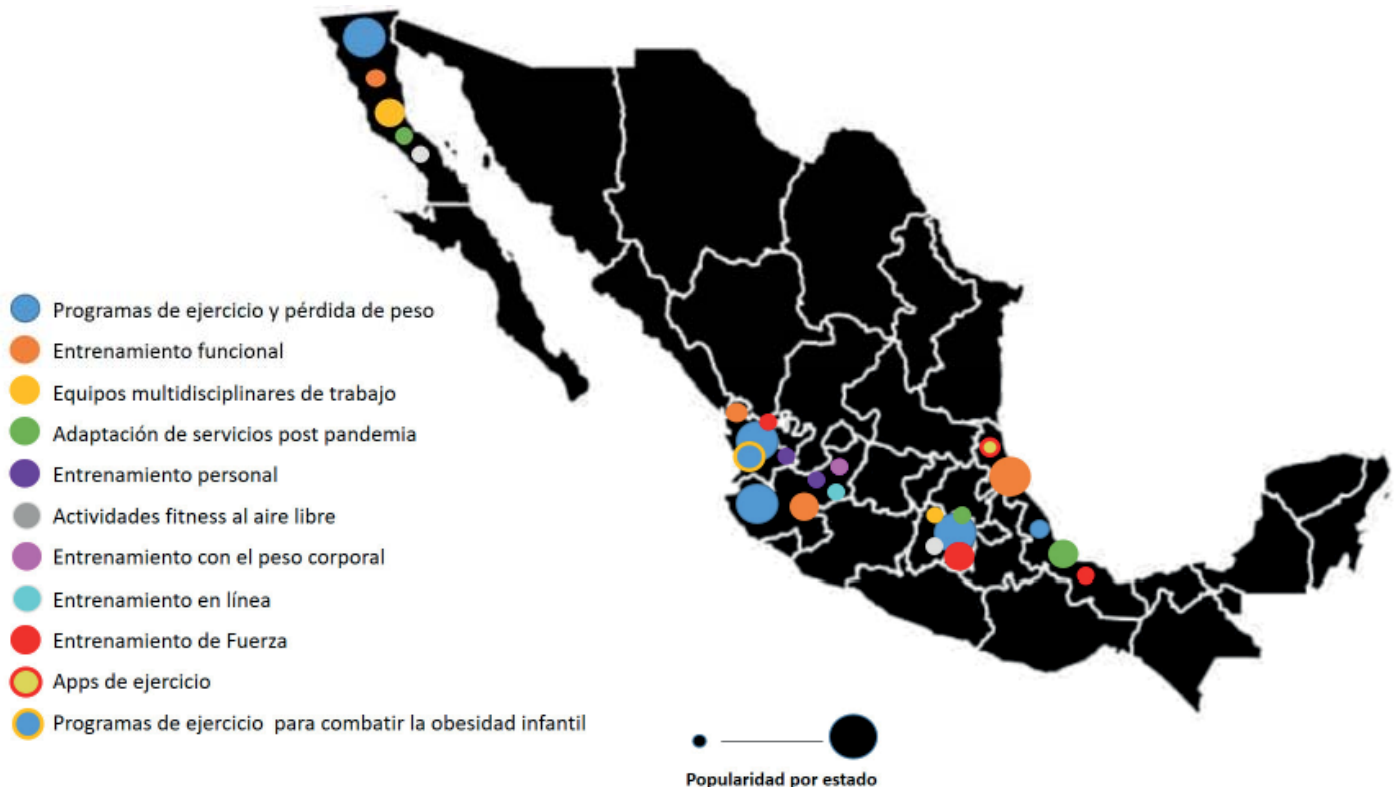 Programas de ejercicio y pérdida de peso
Entrenamiento funcional
Equipos multidisciplinares de trabajo
Adaptación de servicios post pandemia
Entrenamiento personal
Actividades fitness al aire libre
Entrenamiento con el peso corporal
Entrenamiento en línea
Entrenamiento de Fuerza
Apps de ejercicio
Programas de ejercicio para combatir la obesidad infantil
Popularidad por estado